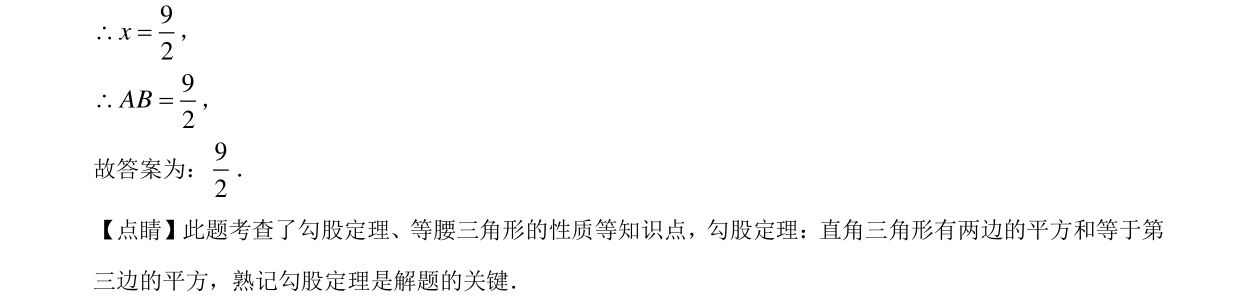 ∴x=9/2，
∴AB=9/2，
故答案为：9/2．
【点睛】此题考查了勾股定理、等腰三角形的性质等知识点，勾股定理：直角三角形有两边的平方和等于第
三边的平方，熟记勾股定理是解题的关键．